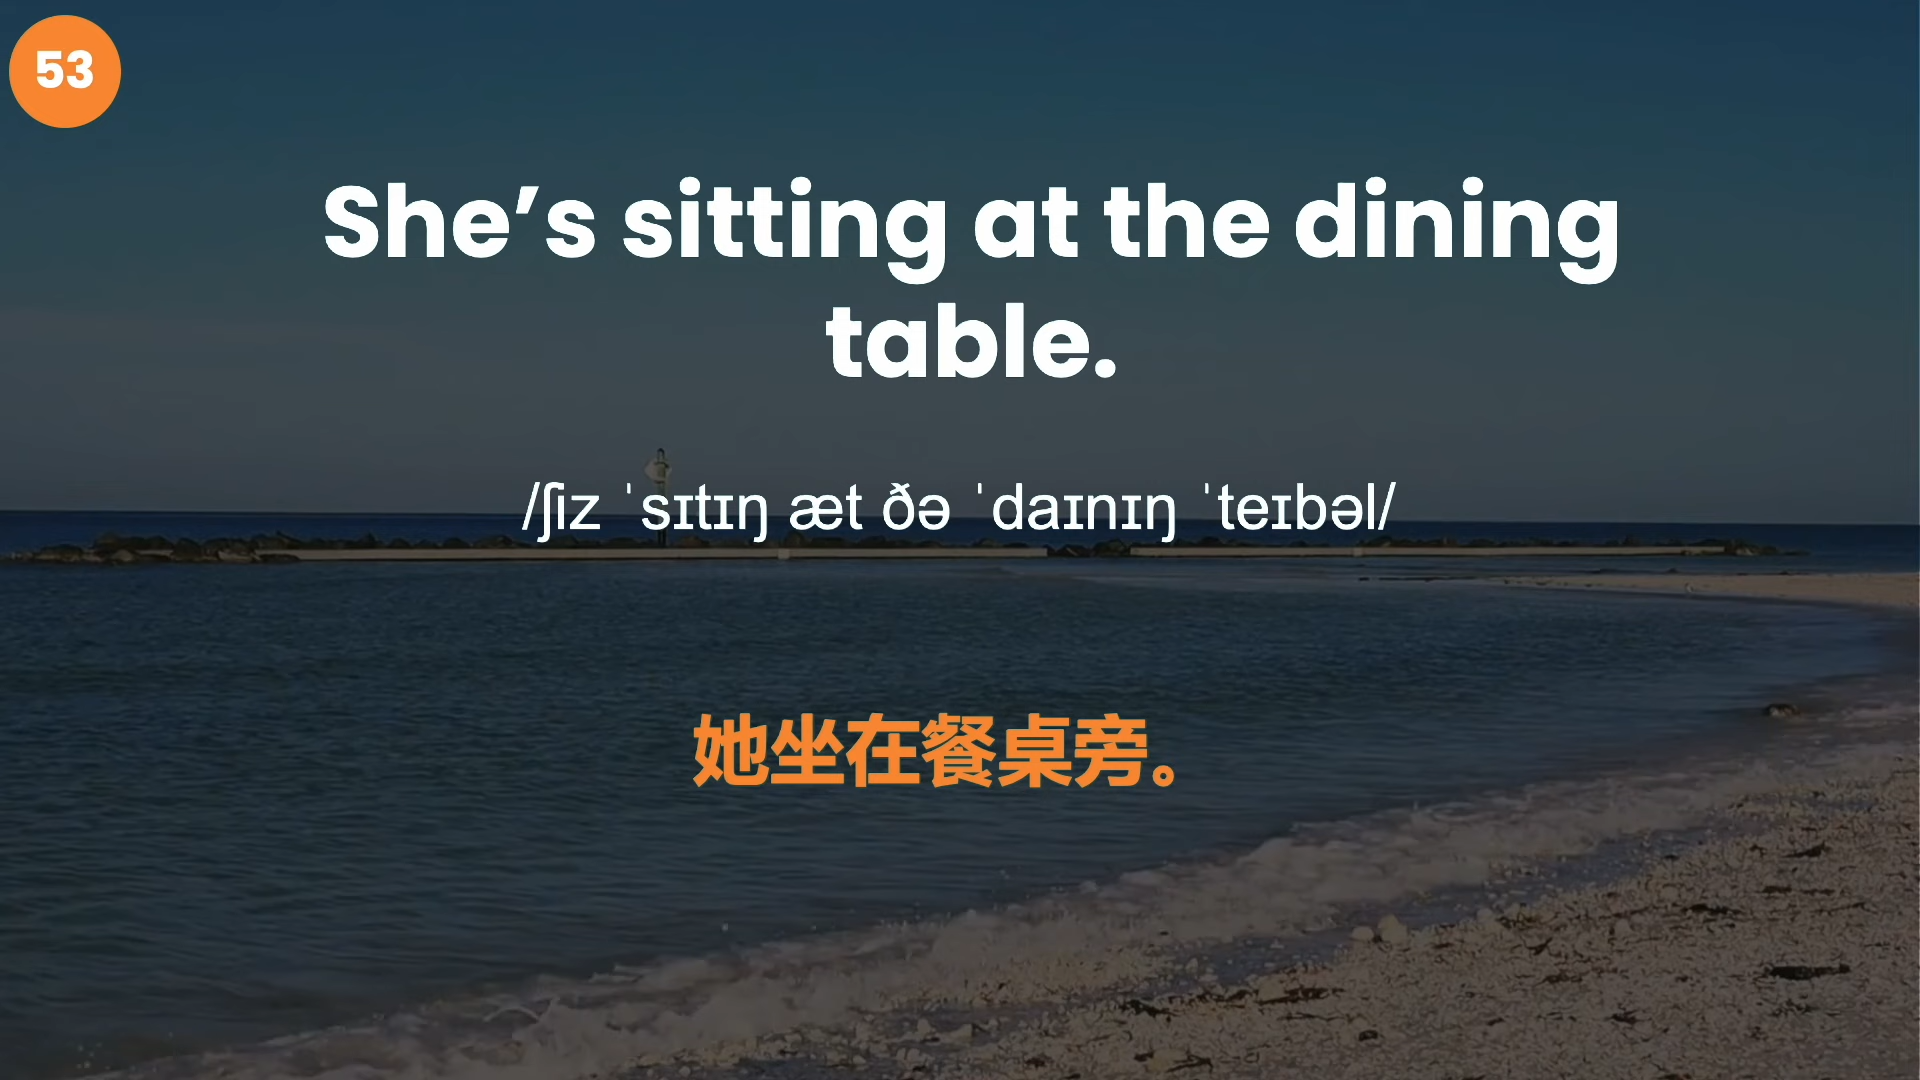 53
She’s sitting at the dining
table.
/ʃiz ˈsɪtɪŋ æt ðə ˈdaɪnɪŋ ˈteɪbəl/
她坐在餐桌旁。